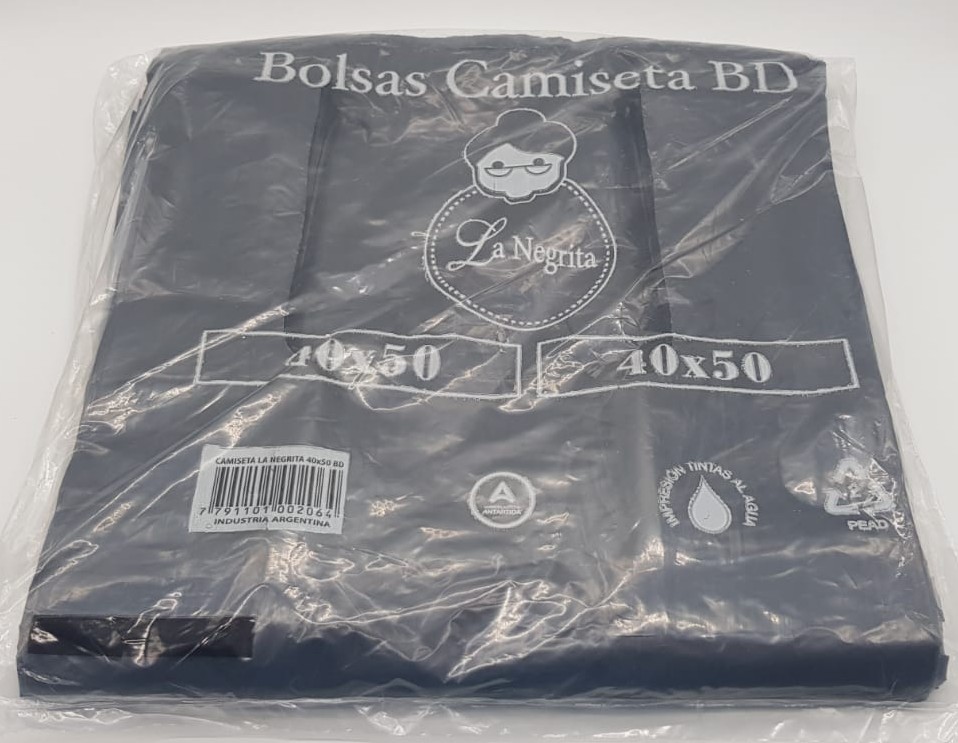 Bolsas Camiseta BD
La Negrita
40x50
40x50
CAMISETA LA NEGRITA 40x50 BD
7 791101 002064
INDUSTRIA ARGENTINA
A
ANTARTIDA
IMPRESIÓN TINTAS AL AGUA
PEAD